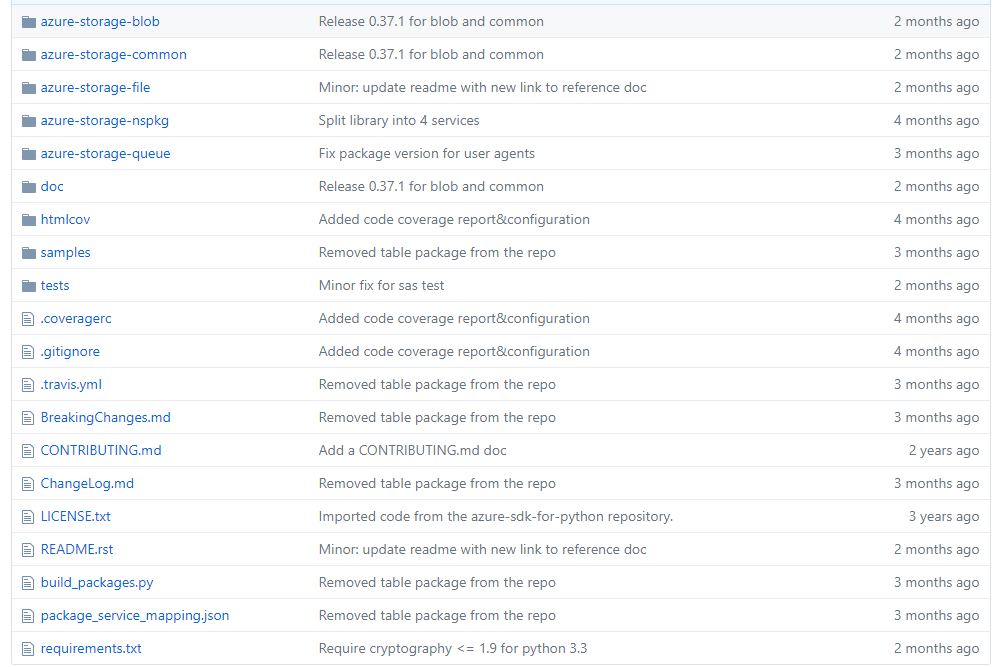 azure-storage-blob Release 0.37.1 for blob and common 2 months ago
azure-storage-common Release 0.37.1 for blob and common 2 months ago
azure-storage-file Minor: update readme with new link to reference doc 2 months ago
azure-storage-nspkg Split library into 4 services 4 months ago
azure-storage-queue Fix package version for user agents 3 months ago
doc Release 0.37.1 for blob and common 2 months ago
htmlcov Added code coverage report&configuration 4 months ago
samples Removed table package from the repo 3 months ago
tests Minor fix for sas test 2 months ago
.coveragerc Added code coverage report&configuration 4 months ago
.gitignore Added code coverage report&configuration 4 months ago
.travis.yml Removed table package from the repo 3 months ago
BreakingChanges.md Removed table package from the repo 3 months ago
CONTRIBUTING.md Add a CONTRIBUTING.md doc 2 years ago
ChangeLog.md Removed table package from the repo 3 months ago
LICENSE.txt Imported code from the azure-sdk-for-python repository. 3 years ago
README.rst Minor: update readme with new link to reference doc 2 months ago
build_packages.py Removed table package from the repo 3 months ago
package_service_mapping.json Removed table package from the repo 3 months ago
requirements.txt Require cryptography <= 1.9 for python 3.3 2 months ago